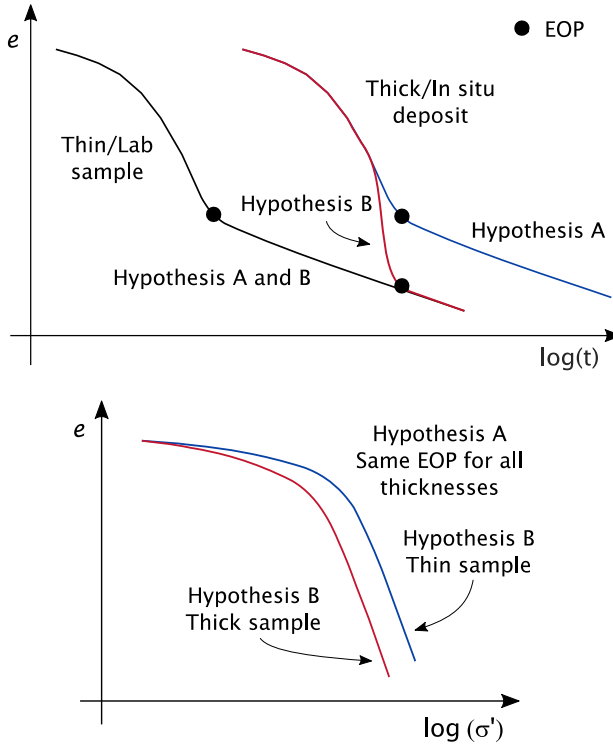 e
EOP
Thick/In situ
deposit
Thin/Lab
sample
Hypothesis
B
Hypothesis A
Hypothesis A and B
log(t)
e
Hypothesis A
Same EOP for all
thicknesses
Hypothesis B
Thin sample
Hypothesis B
Thick sample
log (σ')